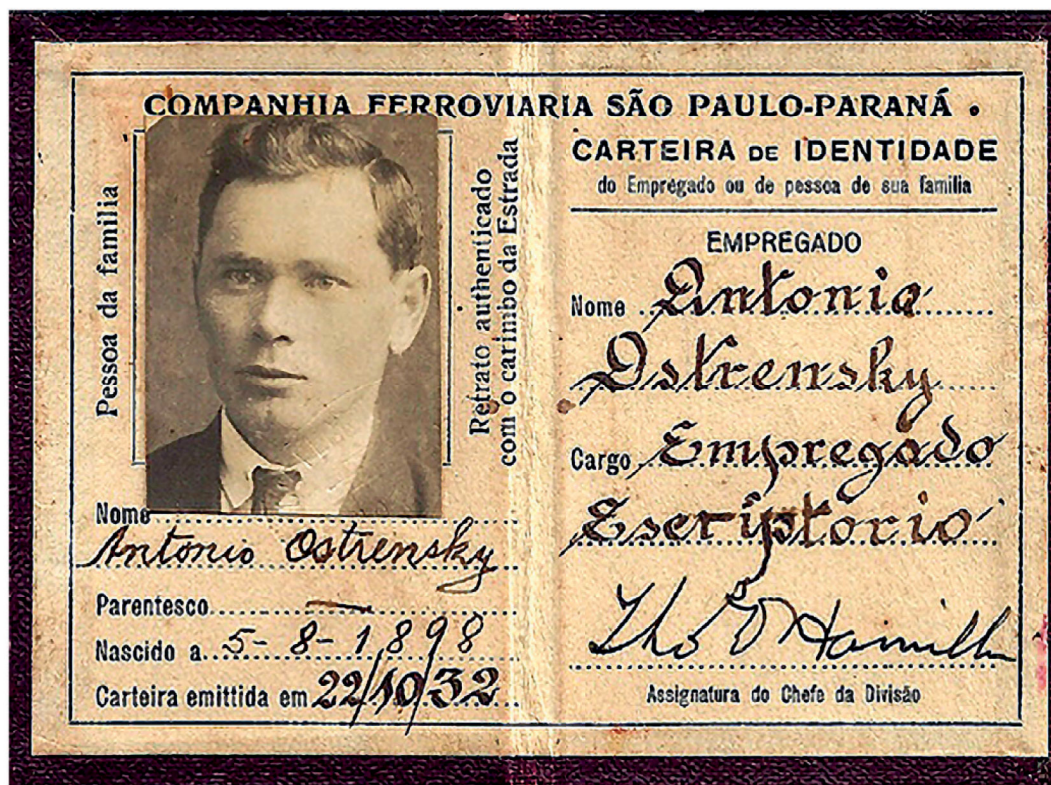 COMPANHIA FERROVIARIA SÃO PAULO-PARANÁ
Pessoa da familia
Retrato authenticado
com o carimbo da Estrada
Nome
Antonio Ostrensky
Parentesco —
Nascido a 5-8-1898
Carteira emittida em 22/10/32
CARTEIRA DE IDENTIDADE
do Empregado ou de pessoa de sua familia
EMPREGADO
Nome Antonio
Ostrensky
Cargo Empregado
Escriptorio
Assignatura do Chefe da Divisão